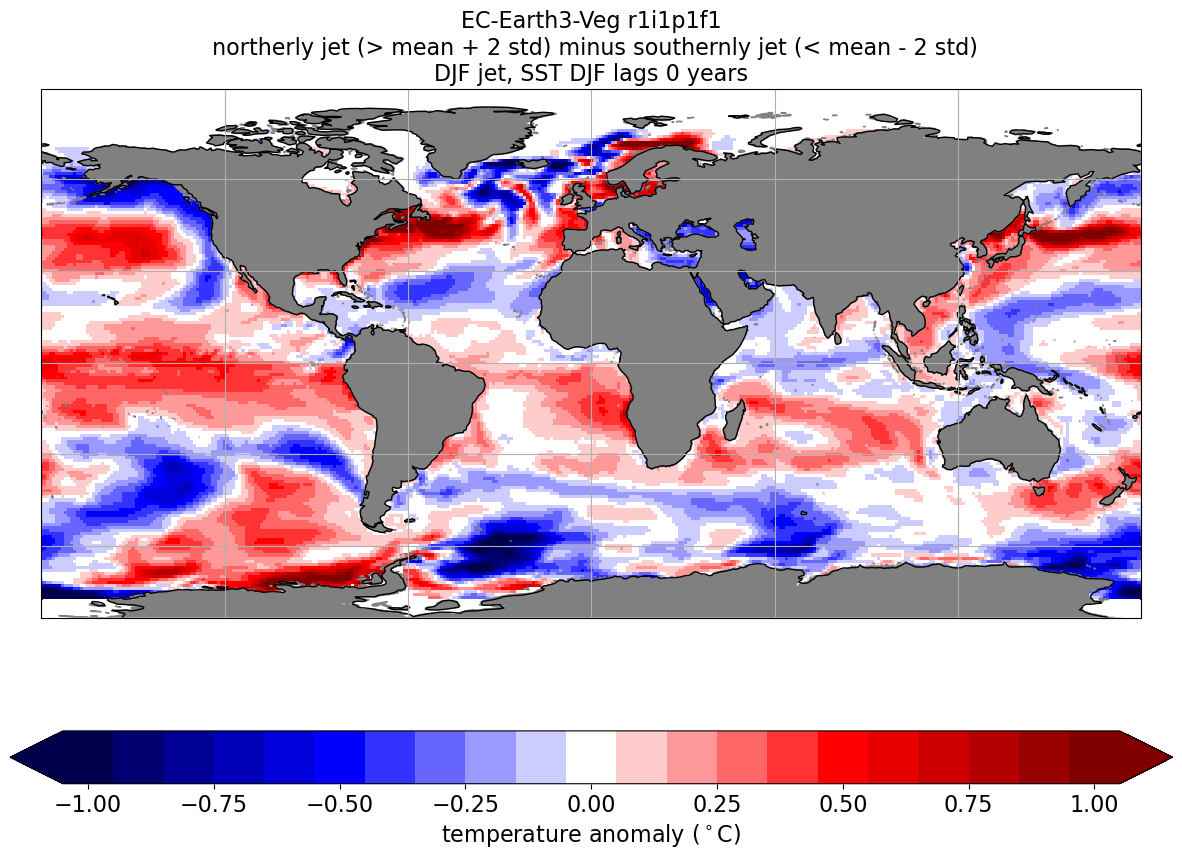 EC-Earth3-Veg r1i1p1f1
northerly jet (> mean + 2 std) minus southernly jet (< mean - 2 std)
DJF jet, SST DJF lags 0 years
−1.00 −0.75 −0.50 −0.25 0.00 0.25 0.50 0.75 1.00
temperature anomaly (°C)